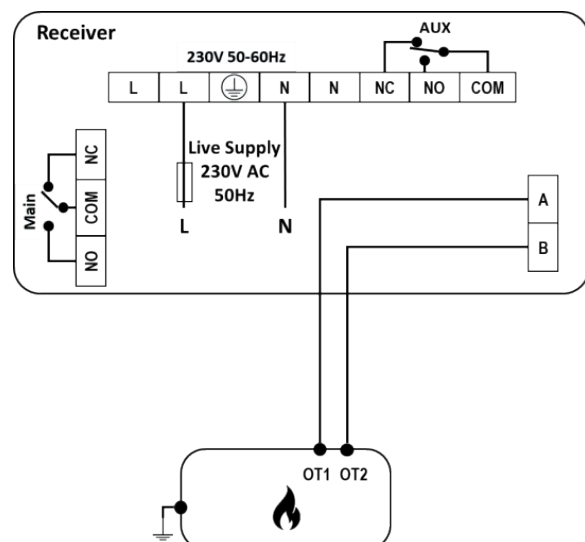 Receiver
AUX
230V 50-60Hz
L L N N NC NO COM
Live Supply
230V AC
50Hz
L N
Main
NC
COM
NO
A
B
OT1 OT2